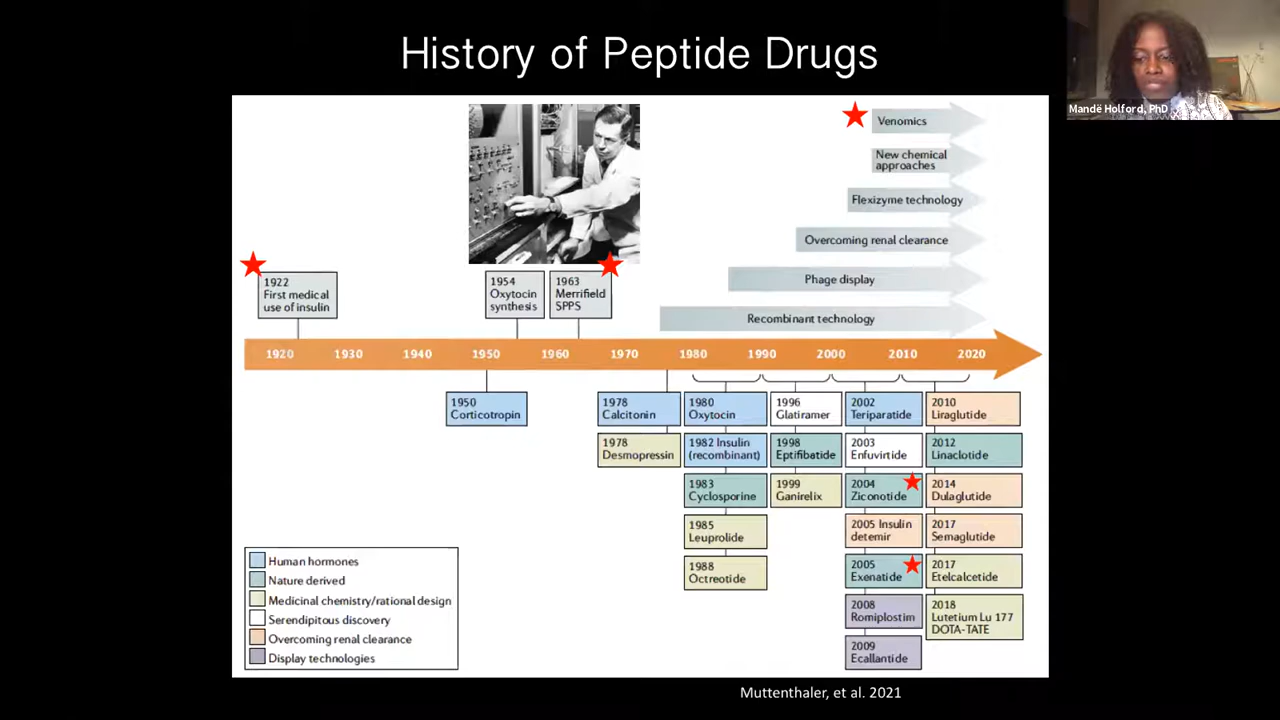 History of Peptide Drugs
Mandë Holford, PhD
Venomics
New chemical
approaches
Flexizyme technology
Overcoming renal clearance
Phage display
Recombinant technology
1922
First medical
use of insulin
1954
Oxytocin
synthesis
1963
Merrifield
SPPS
1920 1930 1940 1950 1960 1970 1980 1990 2000 2010 2020
1950
Corticotropin
1978
Calcitonin
1978
Desmopressin
1980
Oxytocin
1982 Insulin
(recombinant)
1983
Cyclosporine
1985
Leuprolide
1988
Octreotide
1996
Glatiramer
1998
Eptifibatide
1999
Ganirelix
2002
Teriparatide
2003
Enfuvirtide
2004
Ziconotide
2005 Insulin
detemir
2005
Exenatide
2008
Romiplostim
2009
Ecallantide
2010
Liraglutide
2012
Linaclotide
2014
Dulaglutide
2017
Semaglutide
2017
Etelcalcetide
2018
Lutetium Lu 177
DOTA-TATE
Human hormones
Nature derived
Medicinal chemistry/rational design
Serendipitous discovery
Overcoming renal clearance
Display technologies
Muttenthaler, et al. 2021